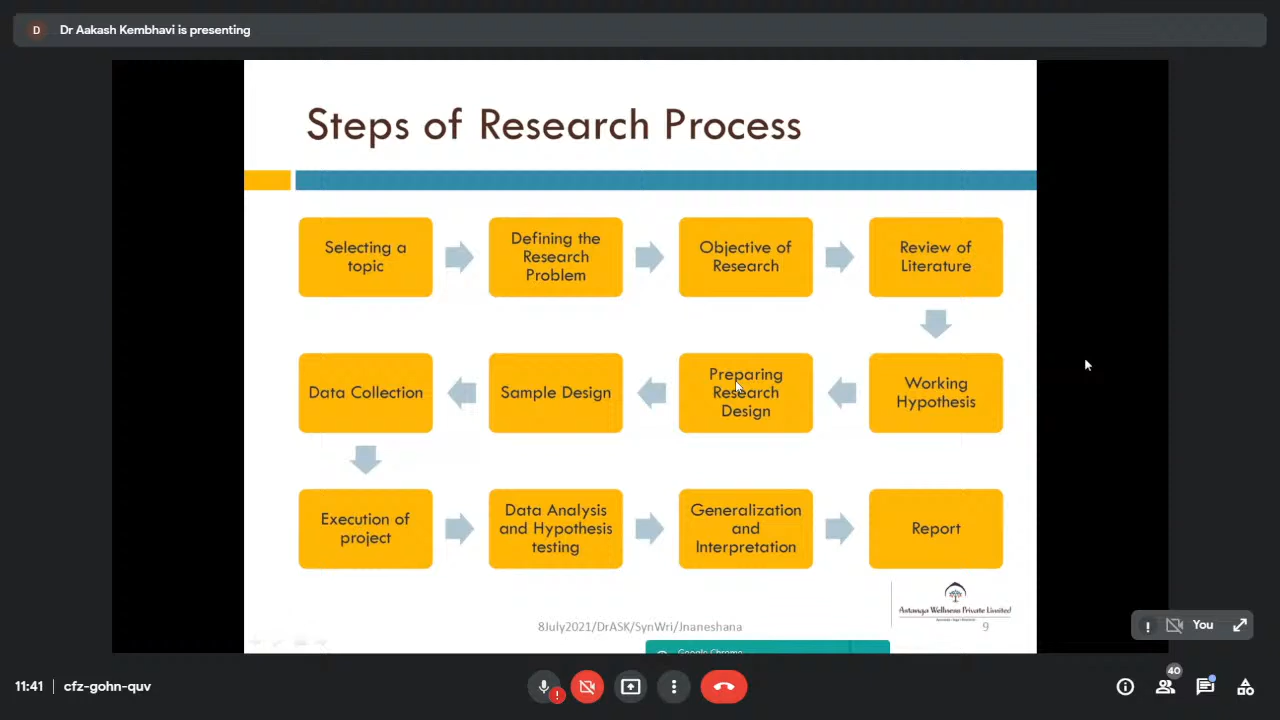 D
Dr Aakash Kembhavi is presenting
Steps of Research Process
Selecting a
topic
Defining the
Research
Problem
Objective of
Research
Review of
Literature
Working
Hypothesis
Preparing
Research
Design
Sample Design
Data Collection
Execution of
project
Data Analysis
and Hypothesis
testing
Generalization
and
Interpretation
Report
Astanga Wellness Private Limited
8July2021/DrASK/SynWri/Jnaneshana
9
You
Google Chrome
11:41
cfz-gohn-quv
40